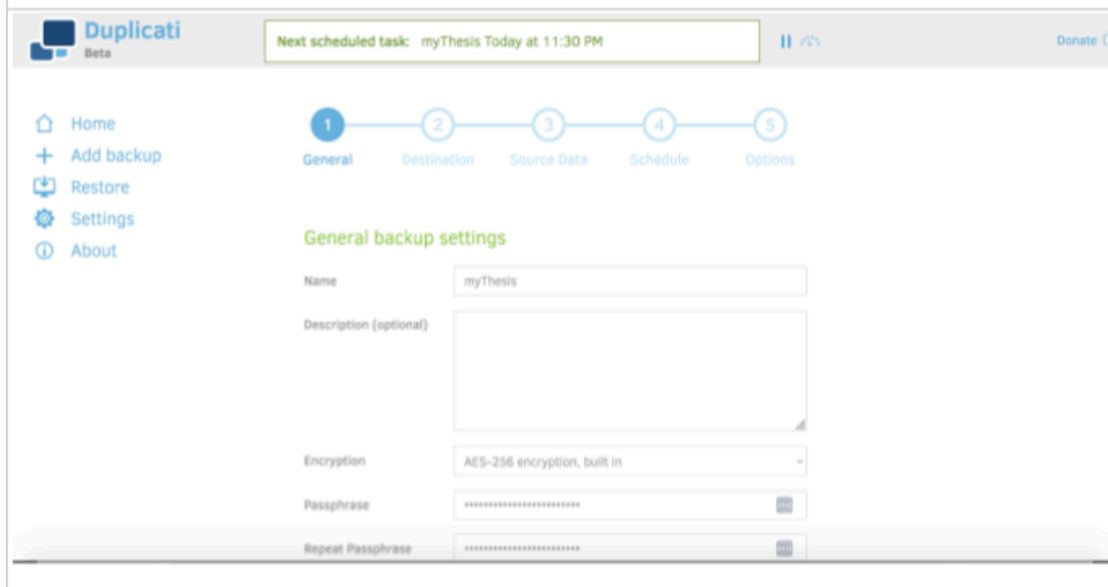 Duplicati
Beta
Next scheduled task: myThesis Today at 11:30 PM
Donate
Home
Add backup
Restore
Settings
About
1 2 3 4 5
General Destination Source Data Schedule Options
General backup settings
Name myThesis
Description (optional)
Encryption AES-256 encryption, built in
Passphrase ••••••••••••••••••••••••
Repeat Passphrase ••••••••••••••••••••••••